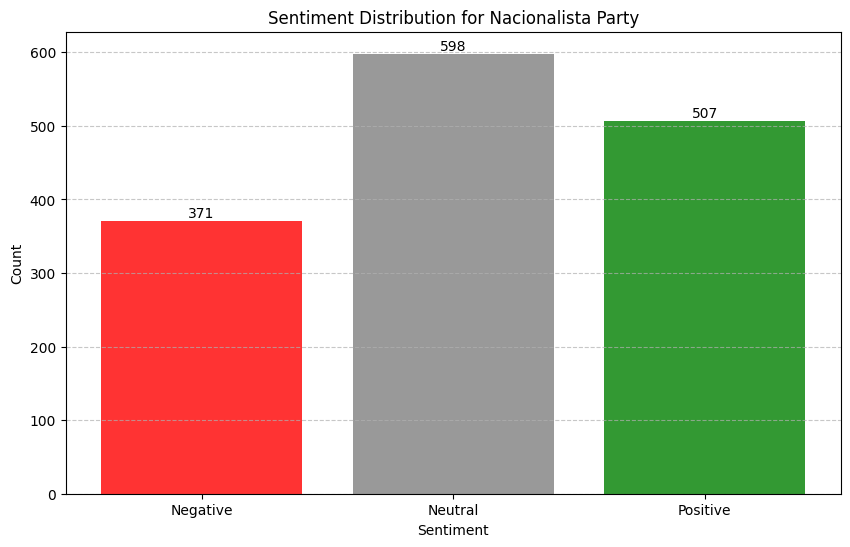 Sentiment Distribution for Nacionalista Party
600
500
400
300
200
100
0
Count
371
598
507
Negative
Neutral
Positive
Sentiment